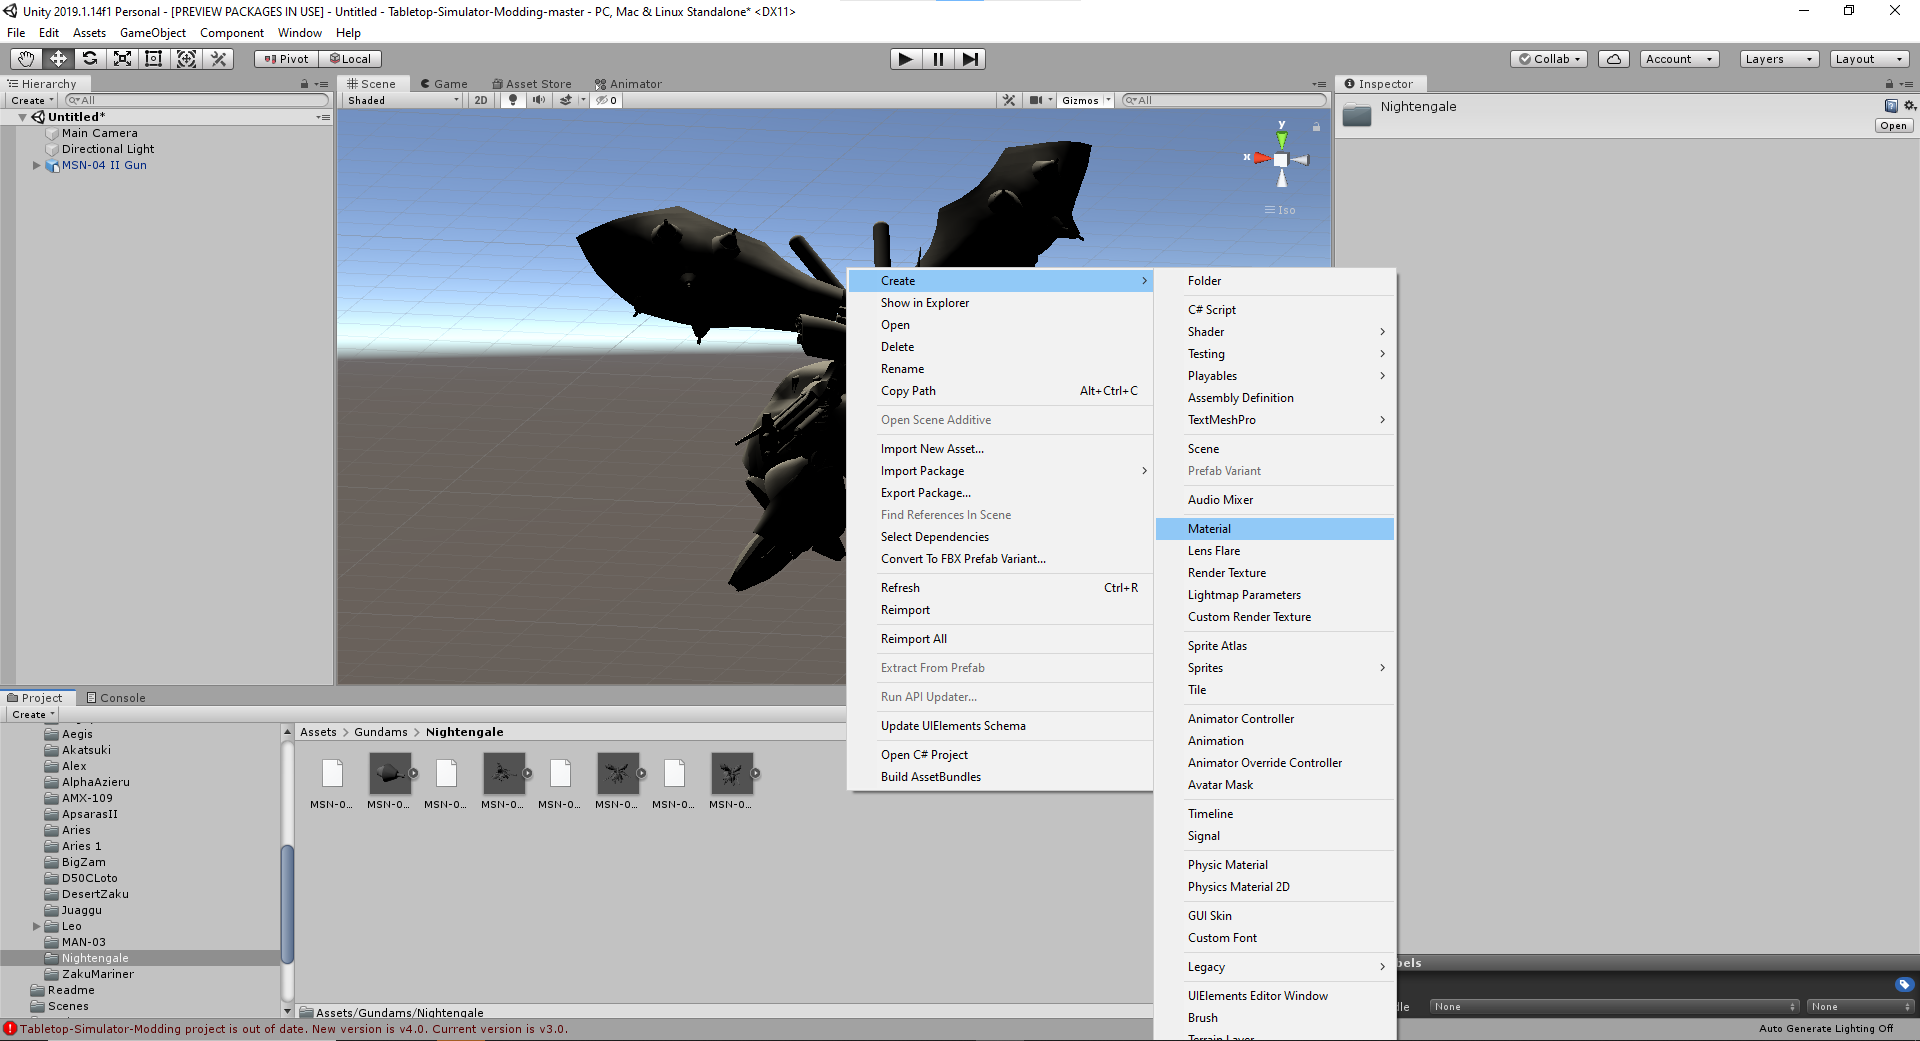 Unity 2019.1.14f1 Personal - [PREVIEW PACKAGES IN USE] - Untitled - Tabletop-Simulator-Modding-master - PC, Mac & Linux Standalone* <DX11>
File Edit Assets GameObject Component Window Help
Pivot Local Collab Account Layers Layout
Hierarchy
Create All
Untitled*
Main Camera
Directional Light
MSN-04 II Gun
Scene Game Asset Store Animator
Shaded 2D 0 Gizmos All
y
x
Iso
Inspector
Nightengale
Open
Create
Show in Explorer
Open
Delete
Rename
Copy Path Alt+Ctrl+C
Open Scene Additive
Import New Asset...
Import Package
Export Package...
Find References In Scene
Select Dependencies
Convert To FBX Prefab Variant...
Refresh Ctrl+R
Reimport
Reimport All
Extract From Prefab
Run API Updater...
Update UIElements Schema
Open C# Project
Build AssetBundles
Folder
C# Script
Shader
Testing
Playables
Assembly Definition
TextMeshPro
Scene
Prefab Variant
Audio Mixer
Material
Lens Flare
Render Texture
Lightmap Parameters
Custom Render Texture
Sprite Atlas
Sprites
Tile
Animator Controller
Animation
Animator Override Controller
Avatar Mask
Timeline
Signal
Physic Material
Physics Material 2D
GUI Skin
Custom Font
Legacy
UIElements Editor Window
Brush
Terrain Layer
Project Console
Create
Aegis
Akatsuki
Alex
AlphaAzieru
AMX-109
ApsarasII
Aries
Aries 1
BigZam
D50CLoto
DesertZaku
Juaggu
Leo
MAN-03
Nightengale
ZakuMariner
Readme
Scenes
Assets > Gundams > Nightengale
MSN-0... MSN-0... MSN-0... MSN-0... MSN-0... MSN-0... MSN-0... MSN-0...
Assets/Gundams/Nightengale
bels
dle None None
Tabletop-Simulator-Modding project is out of date. New version is v4.0. Current version is v3.0.
Auto Generate Lighting Off